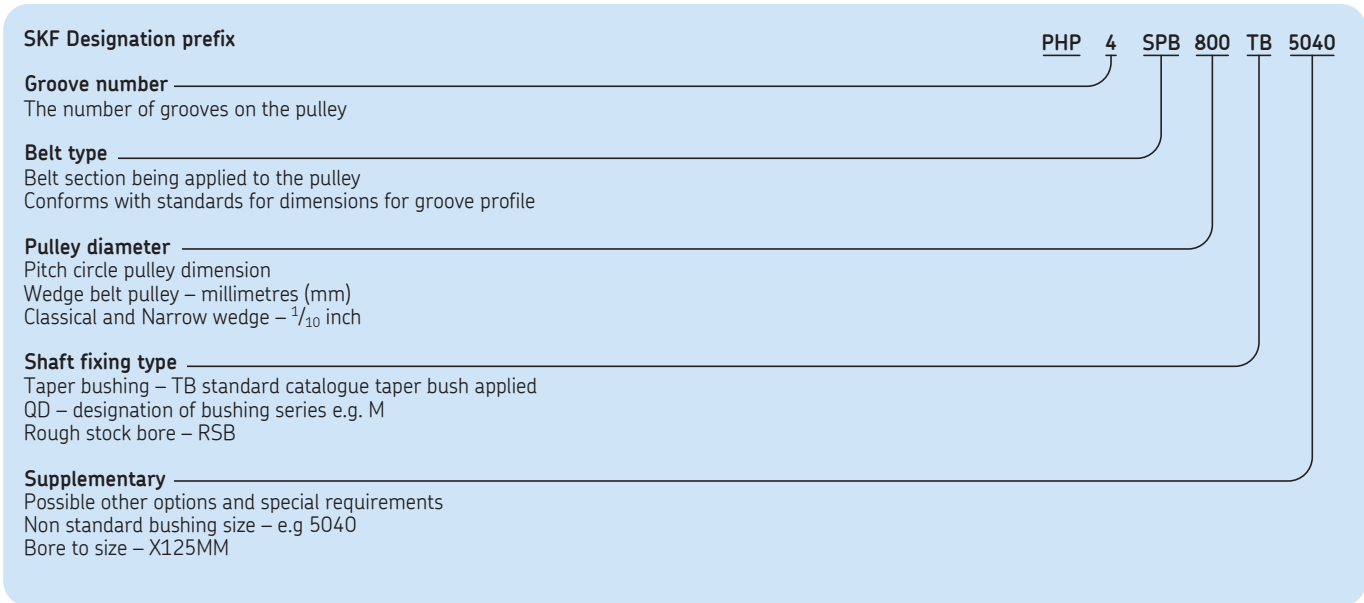 SKF Designation prefix
PHP 4 SPB 800 TB 5040
Groove number
The number of grooves on the pulley
Belt type
Belt section being applied to the pulley
Conforms with standards for dimensions for groove profile
Pulley diameter
Pitch circle pulley dimension
Wedge belt pulley – millimetres (mm)
Classical and Narrow wedge – 1/10 inch
Shaft fixing type
Taper bushing – TB standard catalogue taper bush applied
QD – designation of bushing series e.g. M
Rough stock bore – RSB
Supplementary
Possible other options and special requirements
Non standard bushing size – e.g 5040
Bore to size – X125MM